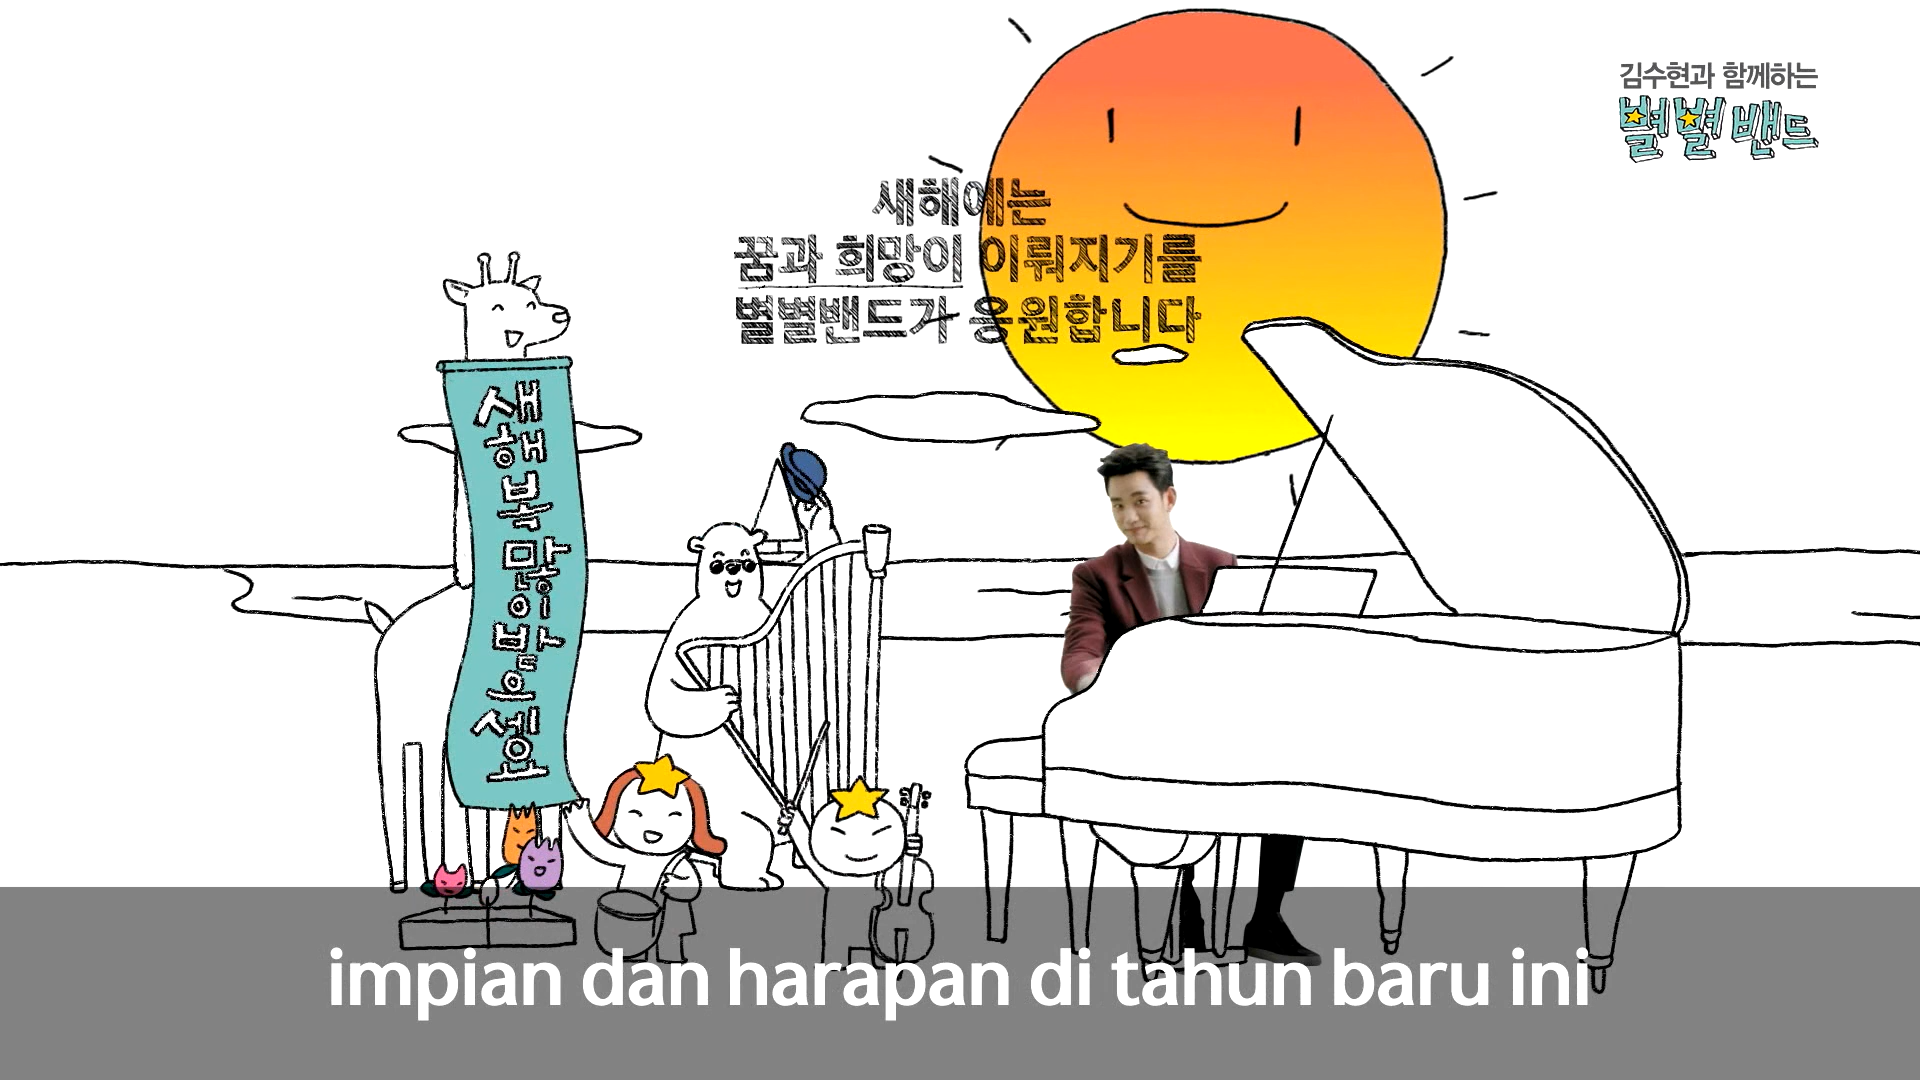 김수현과 함께하는
별별밴드
새해에는
꿈과 희망이 이뤄지기를
별별밴드가 응원합니다
새해 복 많이 받으세요
impian dan harapan di tahun baru ini